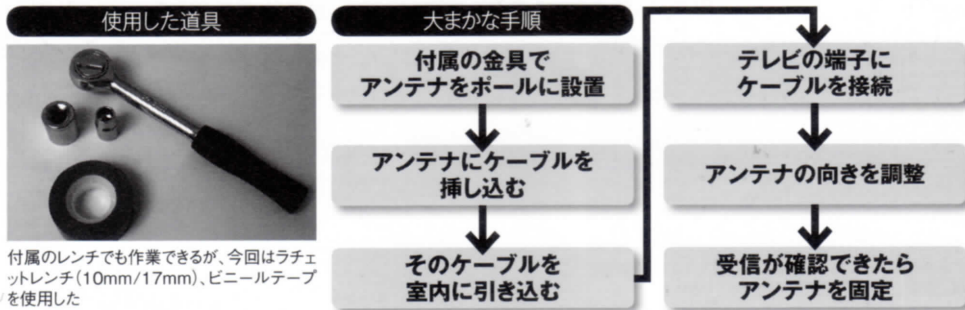 使用した道具
付属のレンチでも作業できるが、今回はラチェ
ットレンチ(10mm/17mm)、ビニールテープ
を使用した
大まかな手順
付属の金具で
アンテナをポールに設置
アンテナにケーブルを
挿し込む
そのケーブルを
室内に引き込む
テレビの端子に
ケーブルを接続
アンテナの向きを調整
受信が確認できたら
アンテナを固定